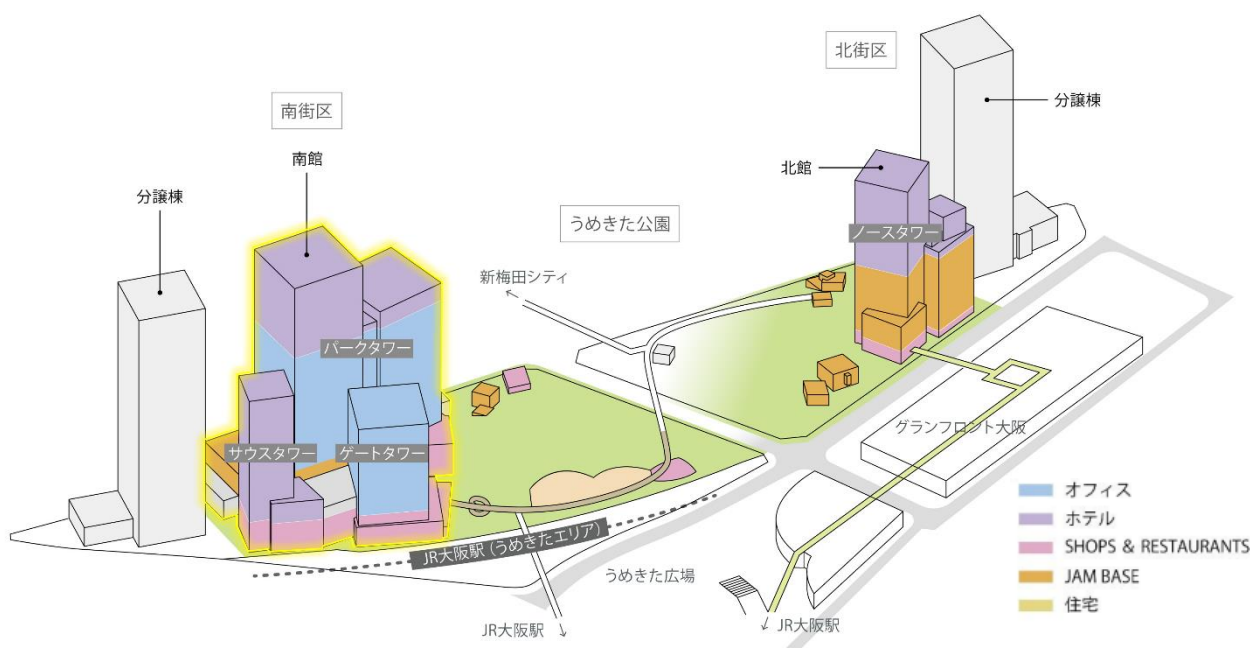 北街区
分譲棟
南街区
南館
北館
分譲棟
うめきた公園
ノースタワー
新梅田シティ
パークタワー
グランフロント大阪
サウスタワー
ゲートタワー
オフィス
ホテル
SHOPS & RESTAURANTS
JAM BASE
住宅
JR大阪駅(うめきたエリア)
うめきた広場
JR大阪駅
JR大阪駅